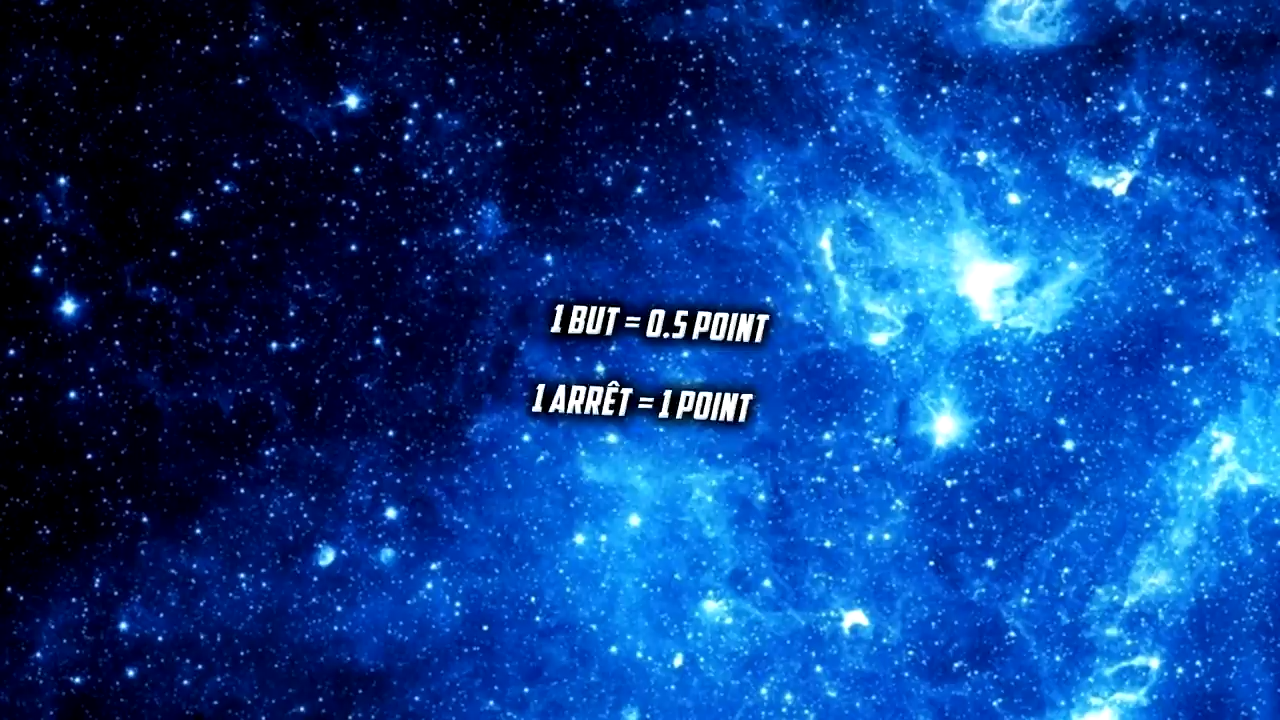 1 BUT = 0.5 POINT
1 ARRÊT = 1 POINT